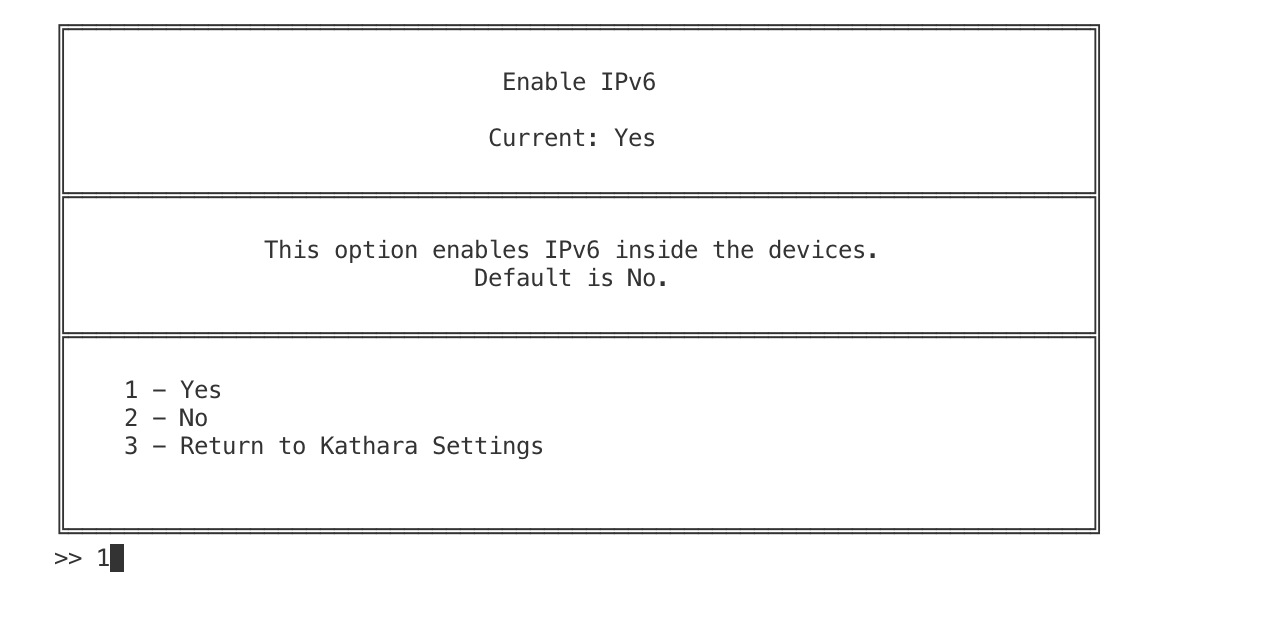 Enable IPv6
Current: Yes
This option enables IPv6 inside the devices.
Default is No.
1 – Yes
2 – No
3 – Return to Kathara Settings
>> 1